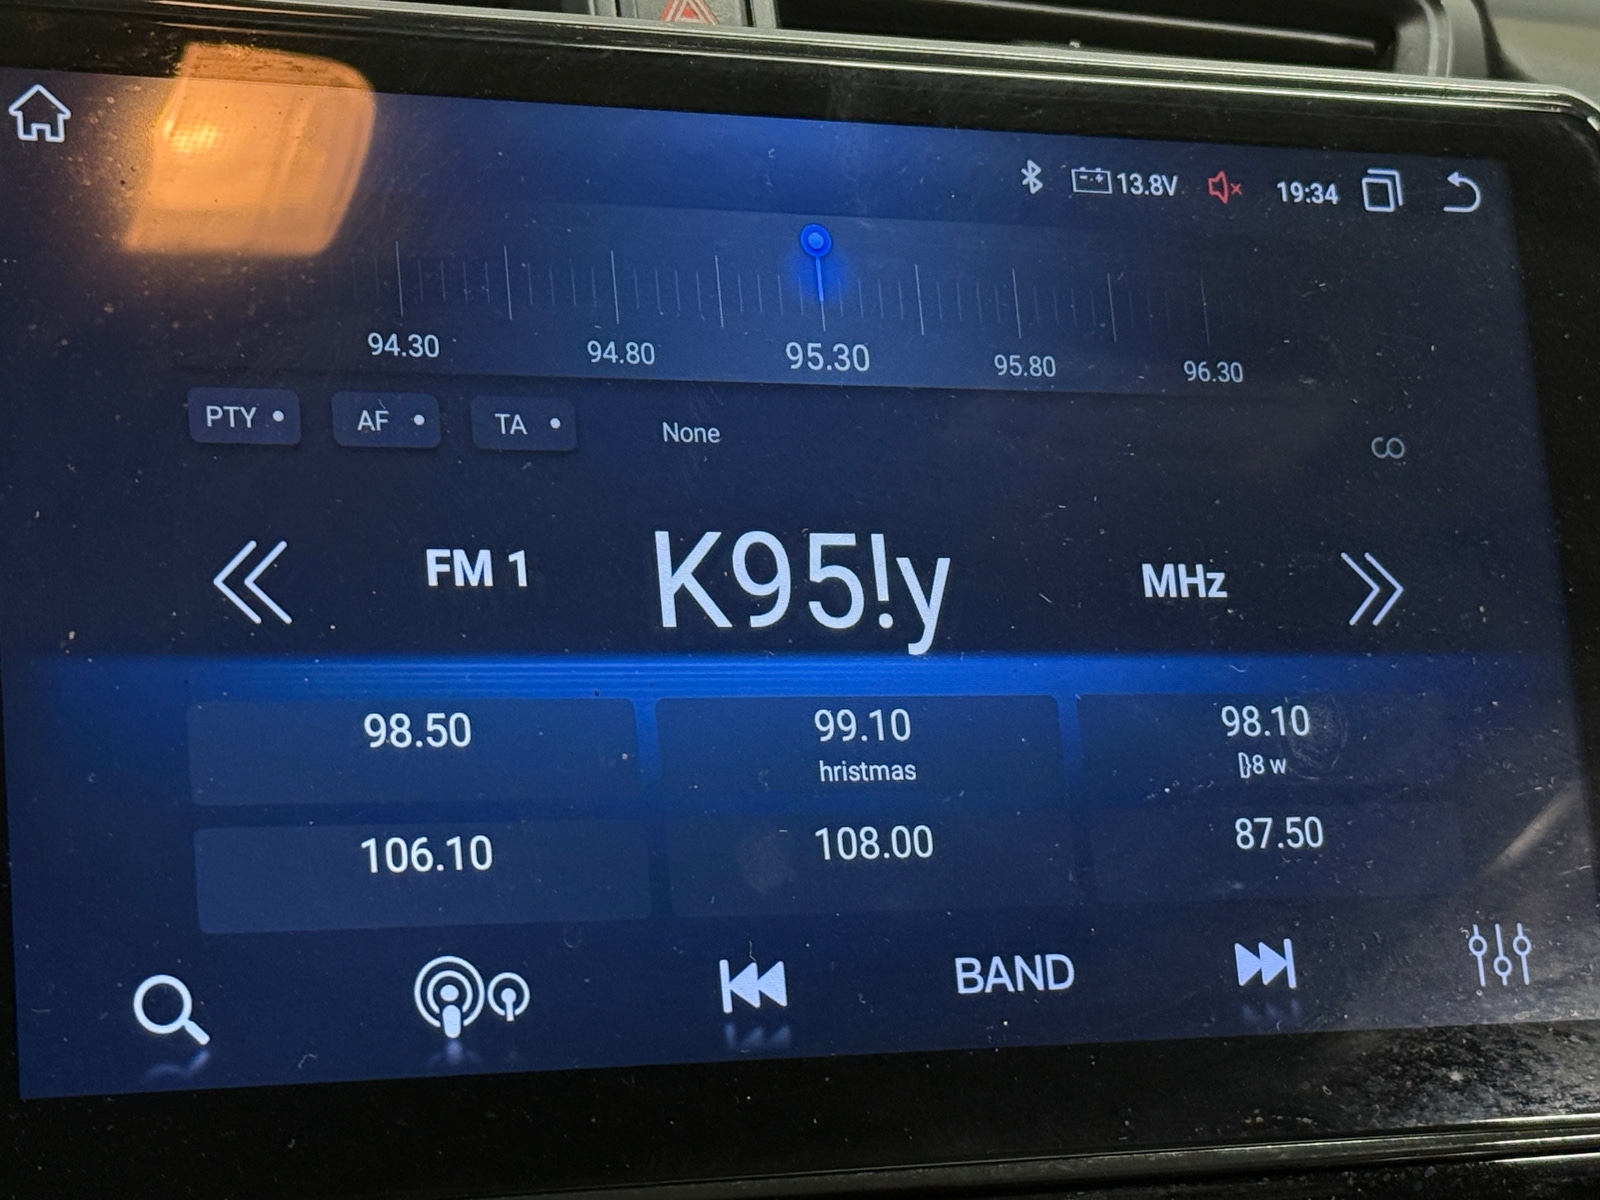 13.8V 19:34
94.30 94.80 95.30 95.80 96.30
PTY AF TA None
FM 1 K95!y MHz
98.50 99.10 98.10
hristmas 8 w
106.10 108.00 87.50
BAND